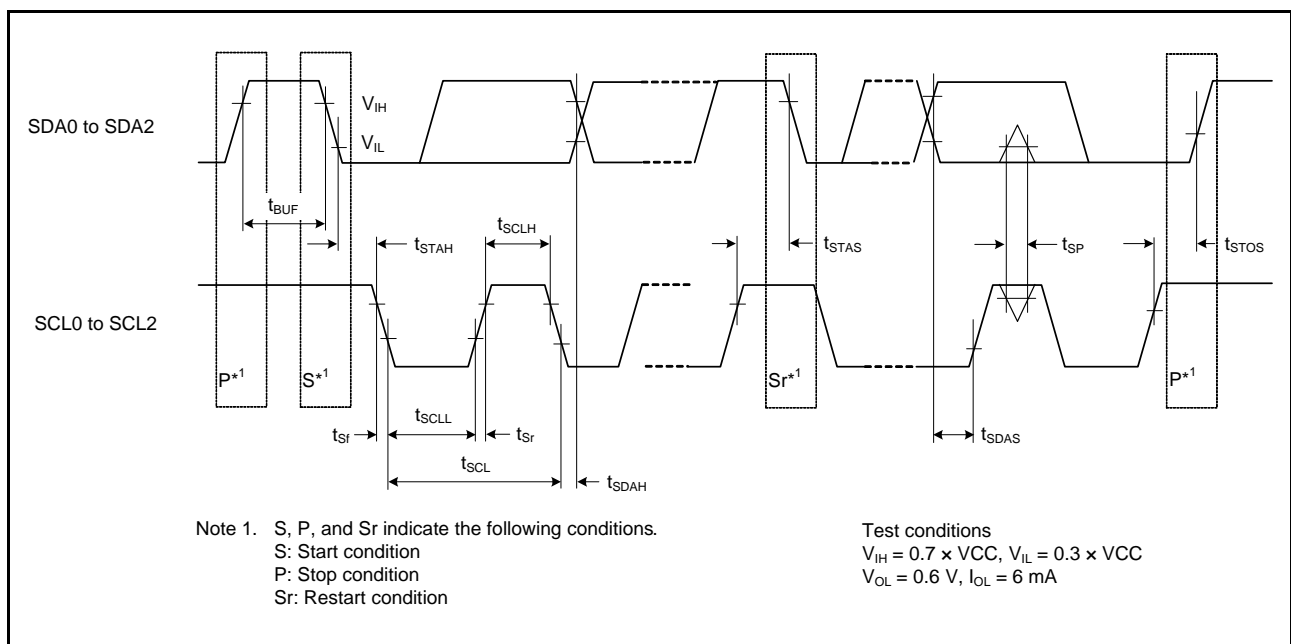 SDA0 to SDA2
VIH
VIL
tBUF
tSTAH
tSCLH
tSTAS
tSP
tSTOS
SCL0 to SCL2
P*1
S*1
Sr*1
P*1
tSf
tSCLL
tSr
tSCL
tSDAH
tSDAS
Note 1. S, P, and Sr indicate the following conditions.
S: Start condition
P: Stop condition
Sr: Restart condition
Test conditions
VIH = 0.7 × VCC, VIL = 0.3 × VCC
VOL = 0.6 V, IOL = 6 mA